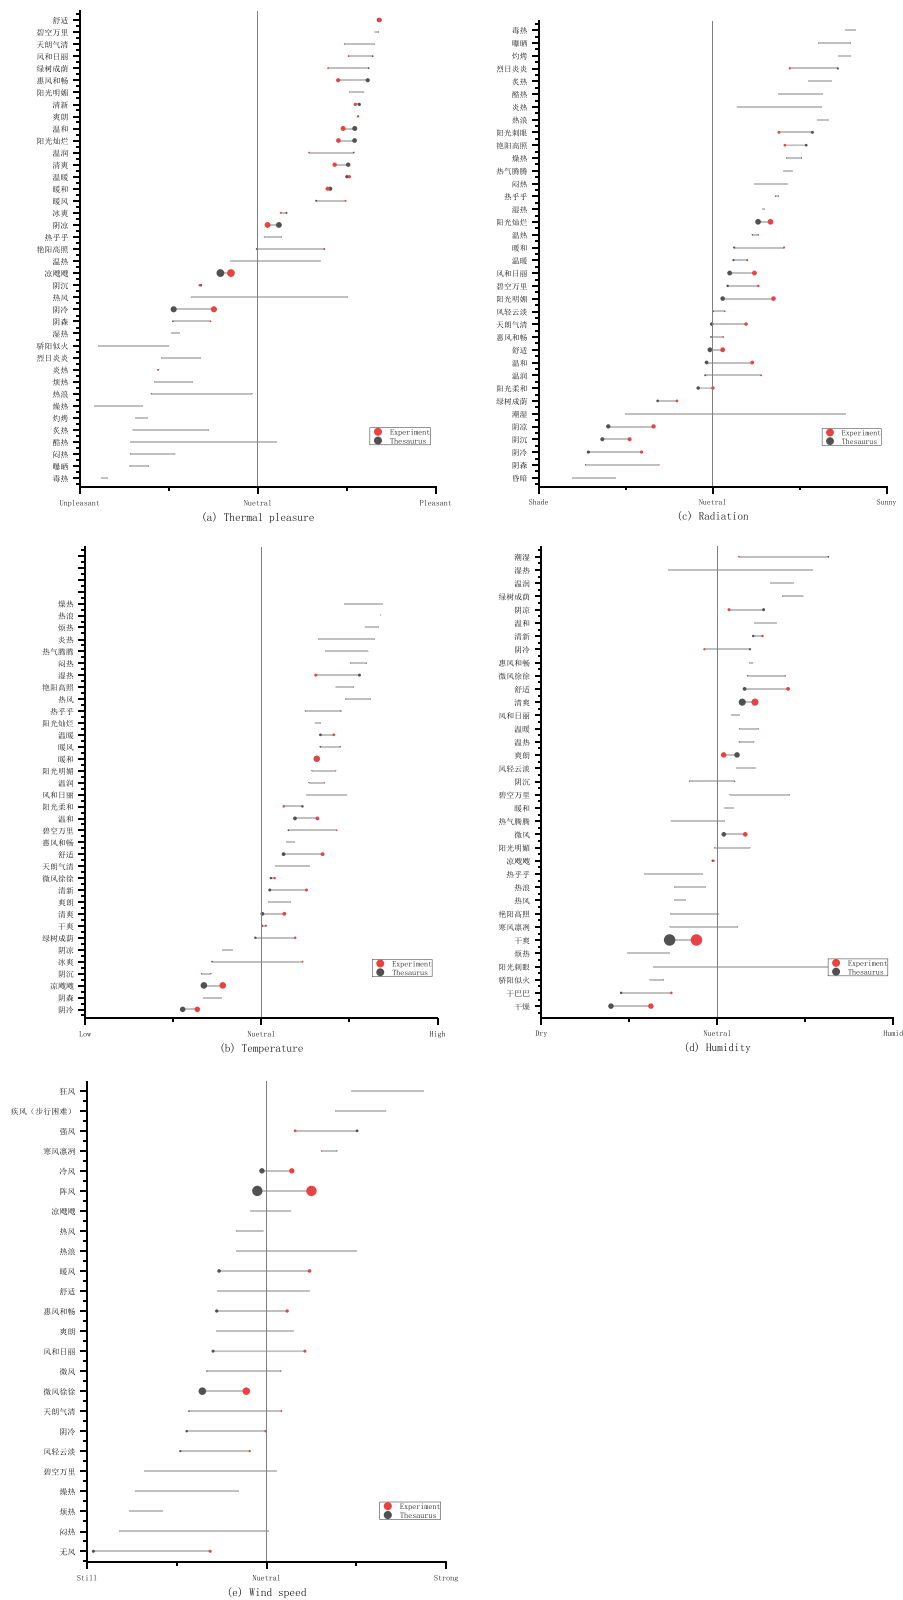 舒适
碧空万里
天朗气清
风和日丽
绿树成荫
惠风和畅
阳光明媚
清新
爽朗
温和
阳光灿烂
温润
清爽
温暖
暖和
暖风
冰爽
阴凉
热乎乎
艳阳高照
温热
凉飕飕
阴沉
热风
阴冷
阴森
湿热
骄阳似火
烈日炎炎
炎热
烦热
热浪
燥热
灼烤
炙热
酷热
闷热
曝晒
毒热
Experiment
Thesaurus
Unpleasant Nuetral Pleasant
(a) Thermal pleasure
毒热
曝晒
灼烤
烈日炎炎
炙热
酷热
炎热
热浪
阳光刺眼
艳阳高照
燥热
热气腾腾
闷热
热乎乎
湿热
阳光灿烂
温热
暖和
温暖
风和日丽
碧空万里
阳光明媚
风轻云淡
天朗气清
惠风和畅
舒适
温和
温润
阳光柔和
绿树成荫
潮湿
阴凉
阴沉
阴冷
阴森
昏暗
Experiment
Thesaurus
Shade Nuetral Sunny
(c) Radiation
燥热
热浪
烦热
炎热
热气腾腾
闷热
湿热
艳阳高照
热风
热乎乎
阳光灿烂
温暖
暖风
暖和
阳光明媚
温润
风和日丽
阳光柔和
温和
碧空万里
惠风和畅
舒适
天朗气清
微风徐徐
清新
爽朗
清爽
干爽
绿树成荫
阴凉
冰爽
阴沉
凉飕飕
阴森
阴冷
Experiment
Thesaurus
Low Nuetral High
(b) Temperature
潮湿
湿热
温润
绿树成荫
阴凉
温和
清新
阴冷
惠风和畅
微风徐徐
舒适
清爽
风和日丽
温暖
温热
爽朗
风轻云淡
阴沉
碧空万里
暖和
热气腾腾
微风
阳光明媚
凉飕飕
热乎乎
热浪
热风
艳阳高照
寒风凛冽
干爽
烦热
阳光刺眼
骄阳似火
干巴巴
干燥
Experiment
Thesaurus
Dry Nuetral Humid
(d) Humidity
狂风
疾风（步行困难）
强风
寒风凛冽
冷风
阵风
凉飕飕
热风
热浪
暖风
舒适
惠风和畅
爽朗
风和日丽
微风
微风徐徐
天朗气清
阴冷
风轻云淡
碧空万里
燥热
烦热
闷热
无风
Experiment
Thesaurus
Still Nuetral Strong
(e) Wind speed